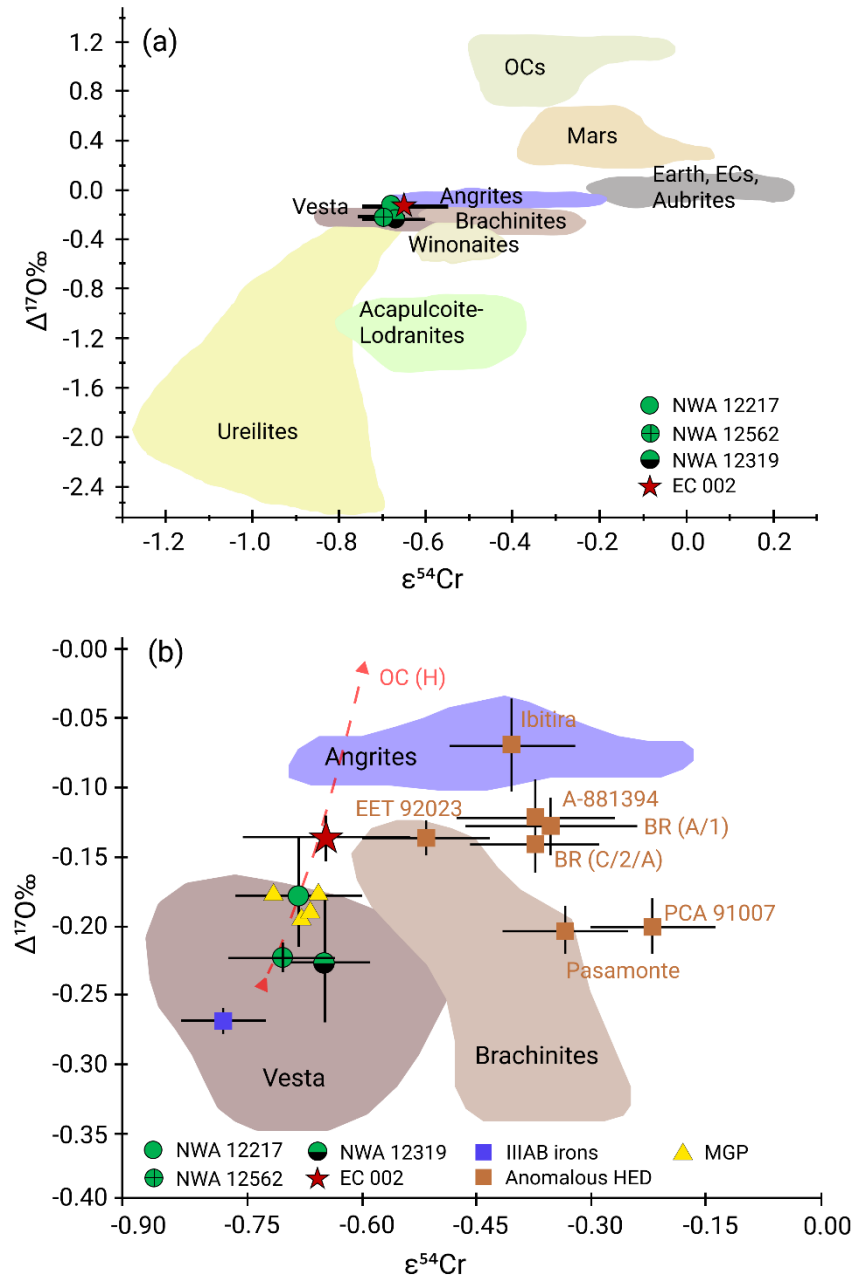 (a)
1.2
0.8
0.4
0.0
-0.4
-0.8
-1.2
-1.6
-2.0
-2.4
Δ¹⁷O‰
OCs
Mars
Earth, ECs,
Aubrites
Angrites
Vesta
Brachinites
Winonaites
Acapulcoite-
Lodranites
Ureilites
NWA 12217
NWA 12562
NWA 12319
EC 002
-1.2
-1.0
-0.8
-0.6
-0.4
-0.2
0.0
0.2
ε⁵⁴Cr
(b)
-0.00
-0.05
-0.10
-0.15
-0.20
-0.25
-0.30
-0.35
-0.40
Δ¹⁷O‰
OC (H)
Ibitira
Angrites
EET 92023
A-881394
BR (A/1)
BR (C/2/A)
PCA 91007
Pasamonte
Brachinites
Vesta
NWA 12217
NWA 12319
IIIAB irons
MGP
NWA 12562
EC 002
Anomalous HED
-0.90
-0.75
-0.60
-0.45
-0.30
-0.15
0.00
ε⁵⁴Cr